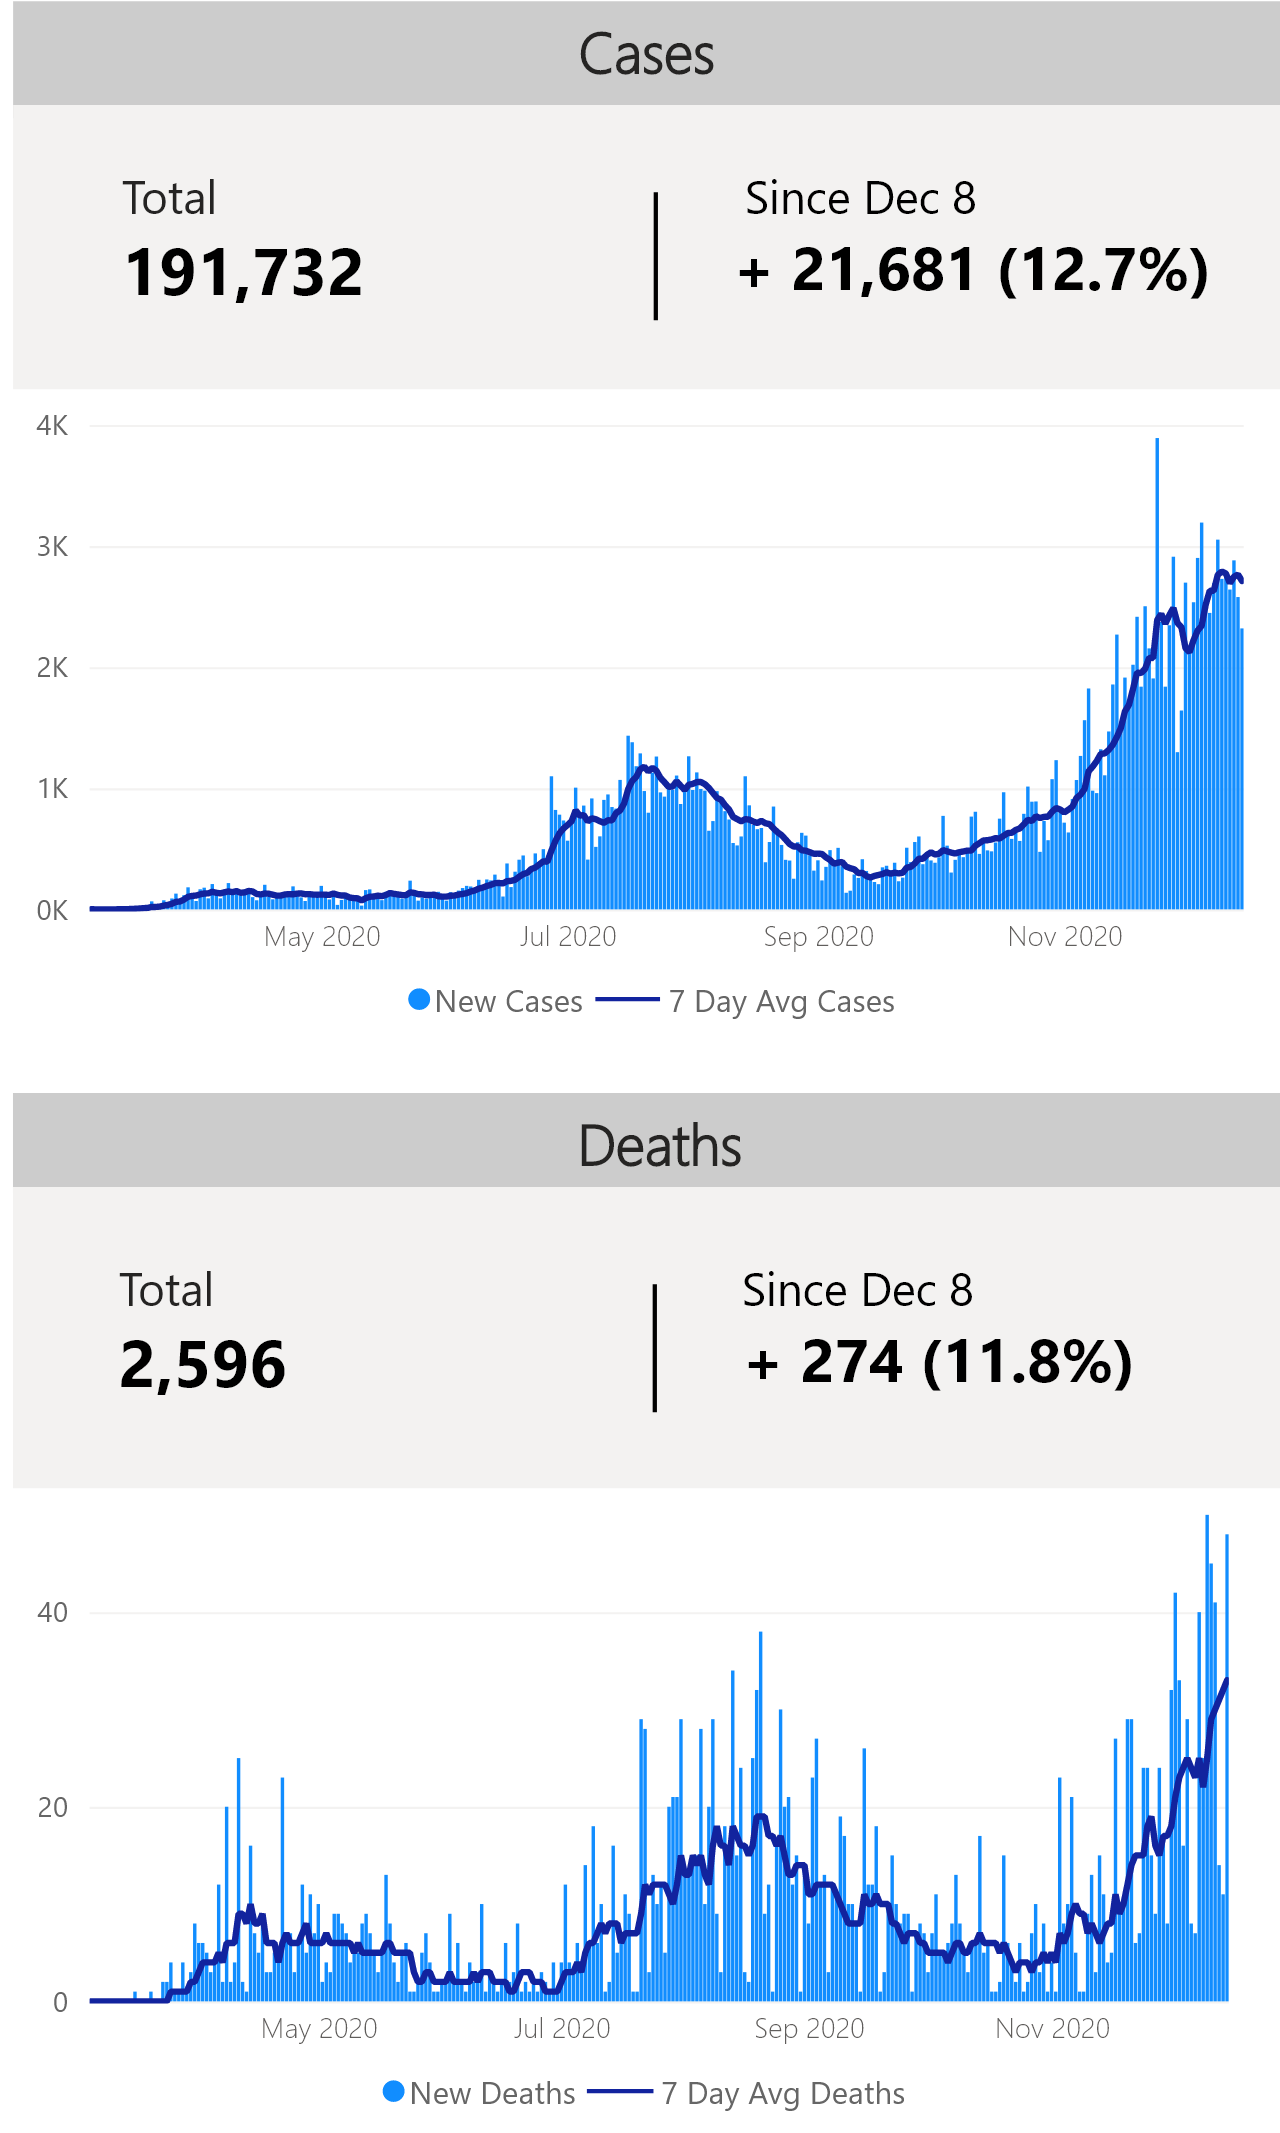 Cases
Total
191,732
Since Dec 8
+ 21,681 (12.7%)
4K
3K
2K
1K
0K
May 2020
Jul 2020
Sep 2020
Nov 2020
New Cases
7 Day Avg Cases
Deaths
Total
2,596
Since Dec 8
+ 274 (11.8%)
40
20
0
May 2020
Jul 2020
Sep 2020
Nov 2020
New Deaths
7 Day Avg Deaths